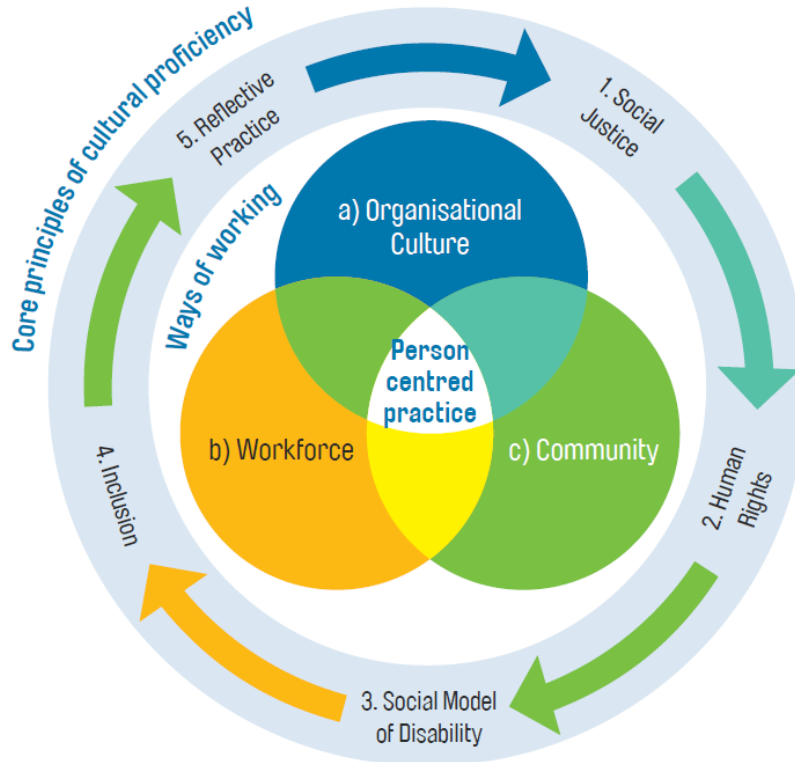 Core principles of cultural proficiency
Ways of working
1. Social
Justice
2. Human
Rights
3. Social Model
of Disability
4. Inclusion
5. Reflective
Practice
a) Organisational
Culture
b) Workforce
c) Community
Person
centred
practice